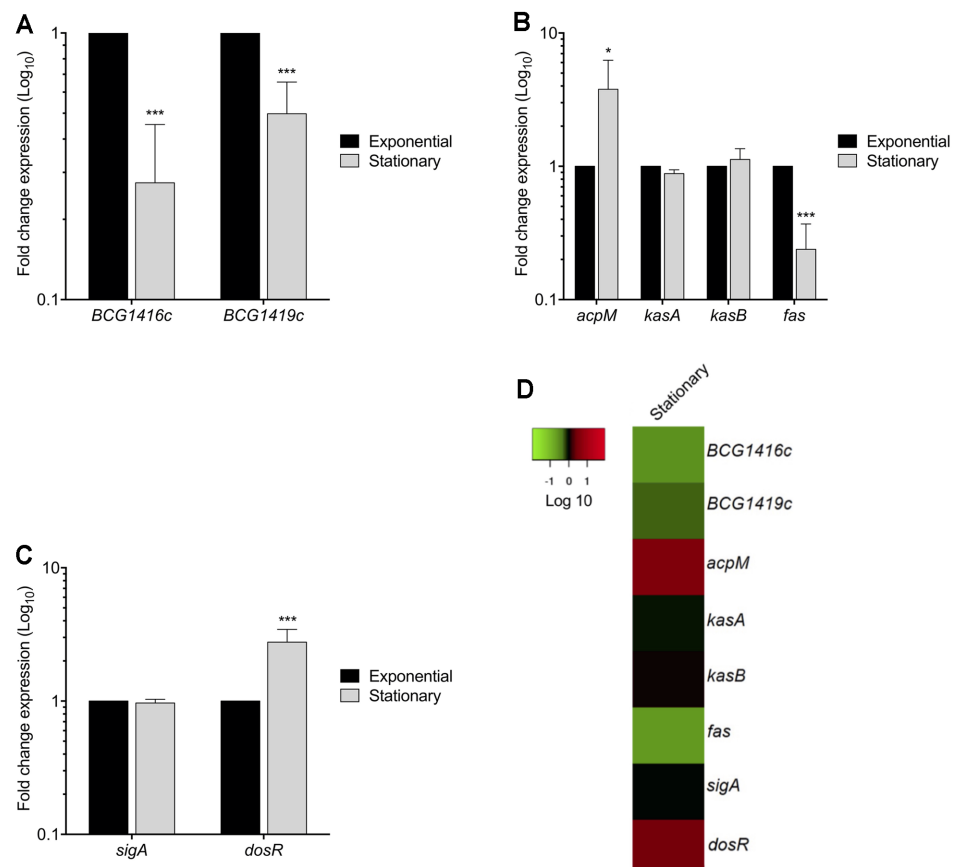 A
Fold change expression (Log10)
1
0.1
***
***
BCG1416c
BCG1419c
Exponential
Stationary
B
Fold change expression (Log10)
10
1
0.1
*
***
acpM
kasA
kasB
fas
Exponential
Stationary
C
Fold change expression (Log10)
10
1
0.1
***
sigA
dosR
Exponential
Stationary
D
Stationary
-1 0 1
Log 10
BCG1416c
BCG1419c
acpM
kasA
kasB
fas
sigA
dosR